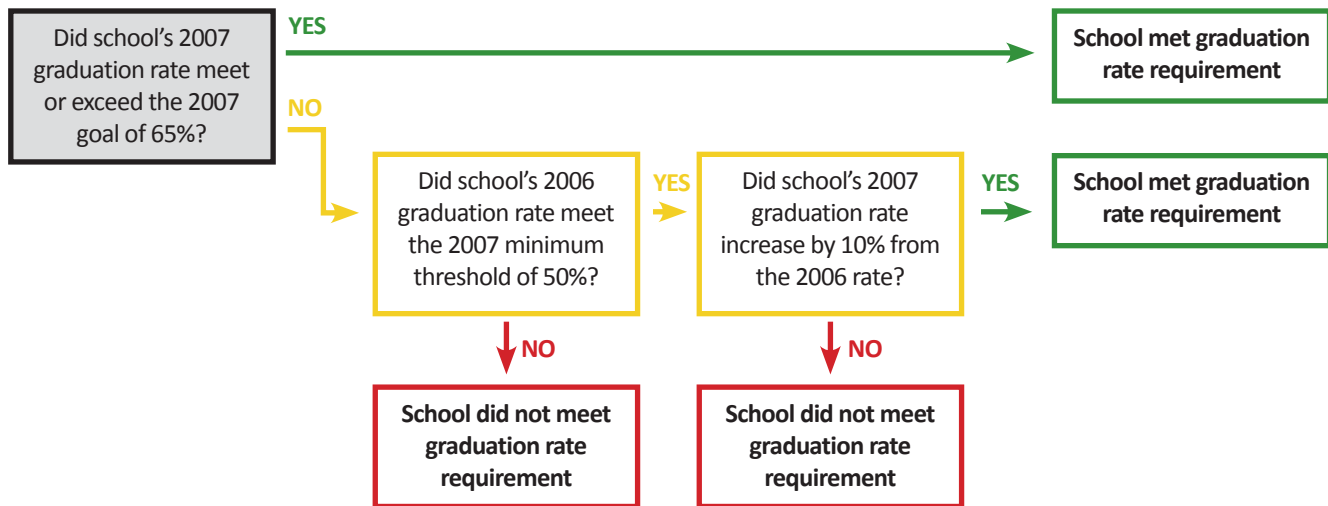 Did school’s 2007
graduation rate meet
or exceed the 2007
goal of 65%?
YES
School met graduation
rate requirement
NO
Did school’s 2006
graduation rate meet
the 2007 minimum
threshold of 50%?
YES
Did school’s 2007
graduation rate
increase by 10% from
the 2006 rate?
YES
School met graduation
rate requirement
NO
School did not meet
graduation rate
requirement
NO
School did not meet
graduation rate
requirement